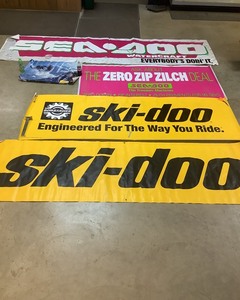 SEA-DOO
WATERCRAFT
EVERYBODY'S DOIN' IT.
THE ZERO ZIP ZILCH DEAL
SEA-DOO
ski-doo
Engineered For The Way You Ride.
ski-doo